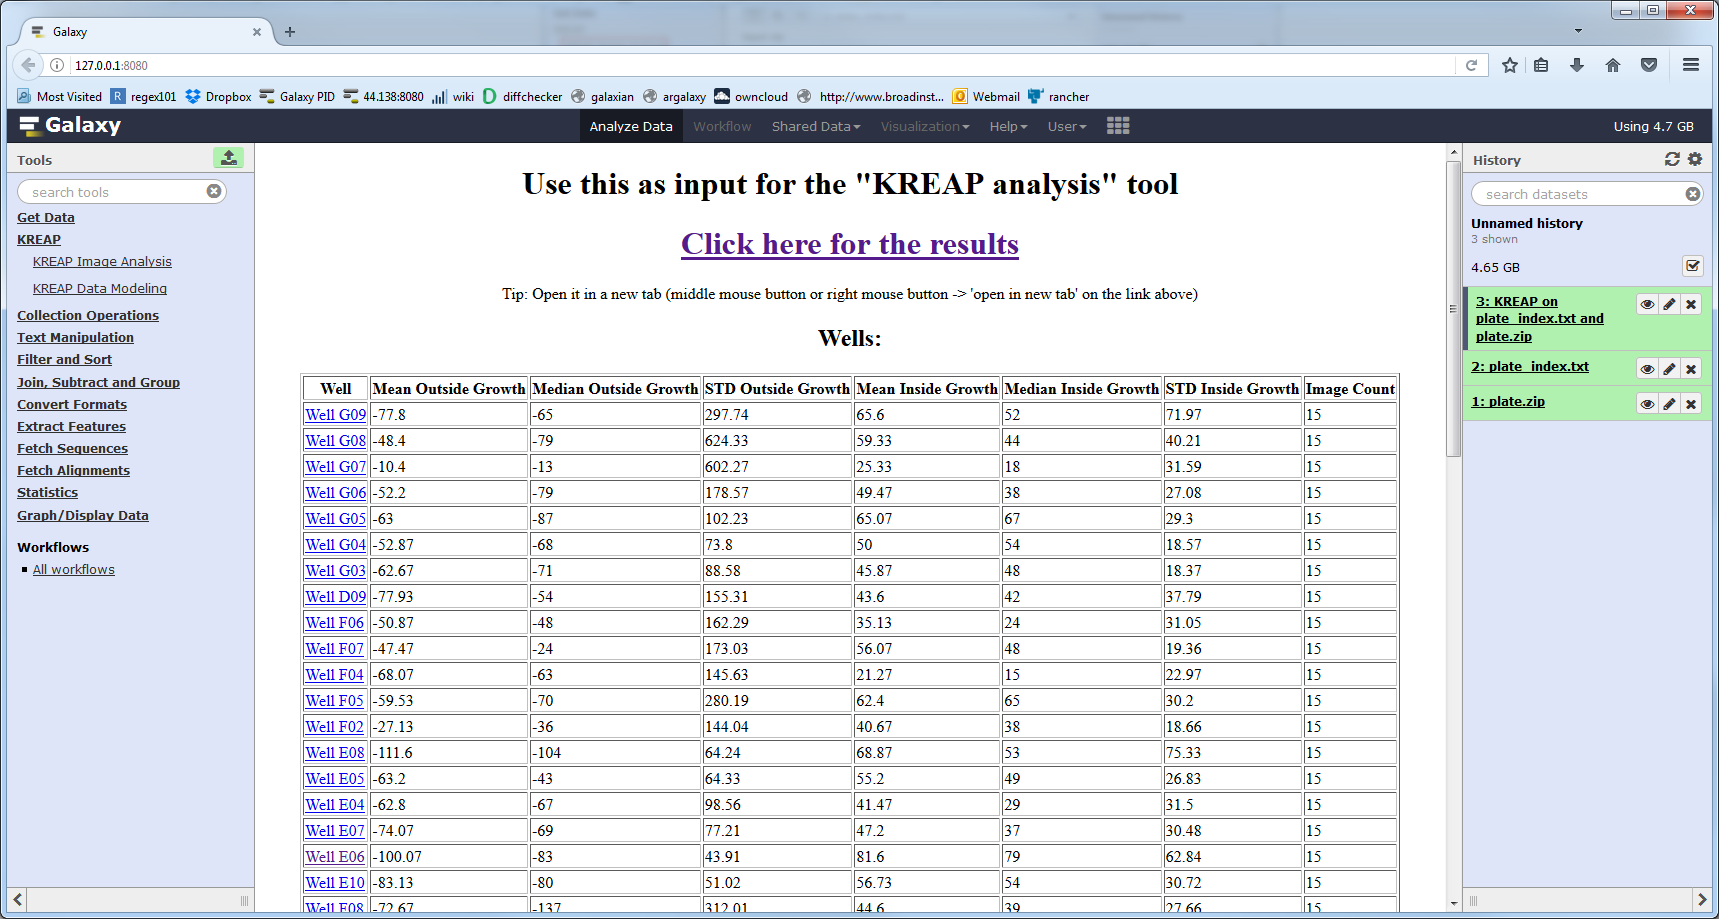 Galaxy
127.0.0.1:8080
Most Visited regex101 Dropbox Galaxy PID 44.138:8080 wiki diffchecker galaxian argalaxy owncloud http://www.broadinst... Webmail rancher
Galaxy Analyze Data Workflow Shared Data Visualization Help User Using 4.7 GB
Tools
search tools
Get Data
KREAP
KREAP Image Analysis
KREAP Data Modeling
Collection Operations
Text Manipulation
Filter and Sort
Join, Subtract and Group
Convert Formats
Extract Features
Fetch Sequences
Fetch Alignments
Statistics
Graph/Display Data
Workflows
All workflows
Use this as input for the "KREAP analysis" tool
Click here for the results
Tip: Open it in a new tab (middle mouse button or right mouse button -> 'open in new tab' on the link above)
Wells:
Well Mean Outside Growth Median Outside Growth STD Outside Growth Mean Inside Growth Median Inside Growth STD Inside Growth Image Count
Well G09 -77.8 -65 297.74 65.6 52 71.97 15
Well G08 -48.4 -79 624.33 59.33 44 40.21 15
Well G07 -10.4 -13 602.27 25.33 18 31.59 15
Well G06 -52.2 -79 178.57 49.47 38 27.08 15
Well G05 -63 -87 102.23 65.07 67 29.3 15
Well G04 -52.87 -68 73.8 50 54 18.57 15
Well G03 -62.67 -71 88.58 45.87 48 18.37 15
Well D09 -77.93 -54 155.31 43.6 42 37.79 15
Well F06 -50.87 -48 162.29 35.13 24 31.05 15
Well F07 -47.47 -24 173.03 56.07 48 19.36 15
Well F04 -68.07 -63 145.63 21.27 15 22.97 15
Well F05 -59.53 -70 280.19 62.4 65 30.2 15
Well F02 -27.13 -36 144.04 40.67 38 18.66 15
Well E08 -111.6 -104 64.24 68.87 53 75.33 15
Well E05 -63.2 -43 64.33 55.2 49 26.83 15
Well E04 -62.8 -67 98.56 41.47 29 31.5 15
Well E07 -74.07 -69 77.21 47.2 37 30.48 15
Well E06 -100.07 -83 43.91 81.6 79 62.84 15
Well E10 -83.13 -80 51.02 56.73 54 30.72 15
Well F08 -72.67 -137 312.01 44.6 39 27.66 15
History
search datasets
Unnamed history
3 shown
4.65 GB
3: KREAP on
plate_index.txt and
plate.zip
2: plate_index.txt
1: plate.zip